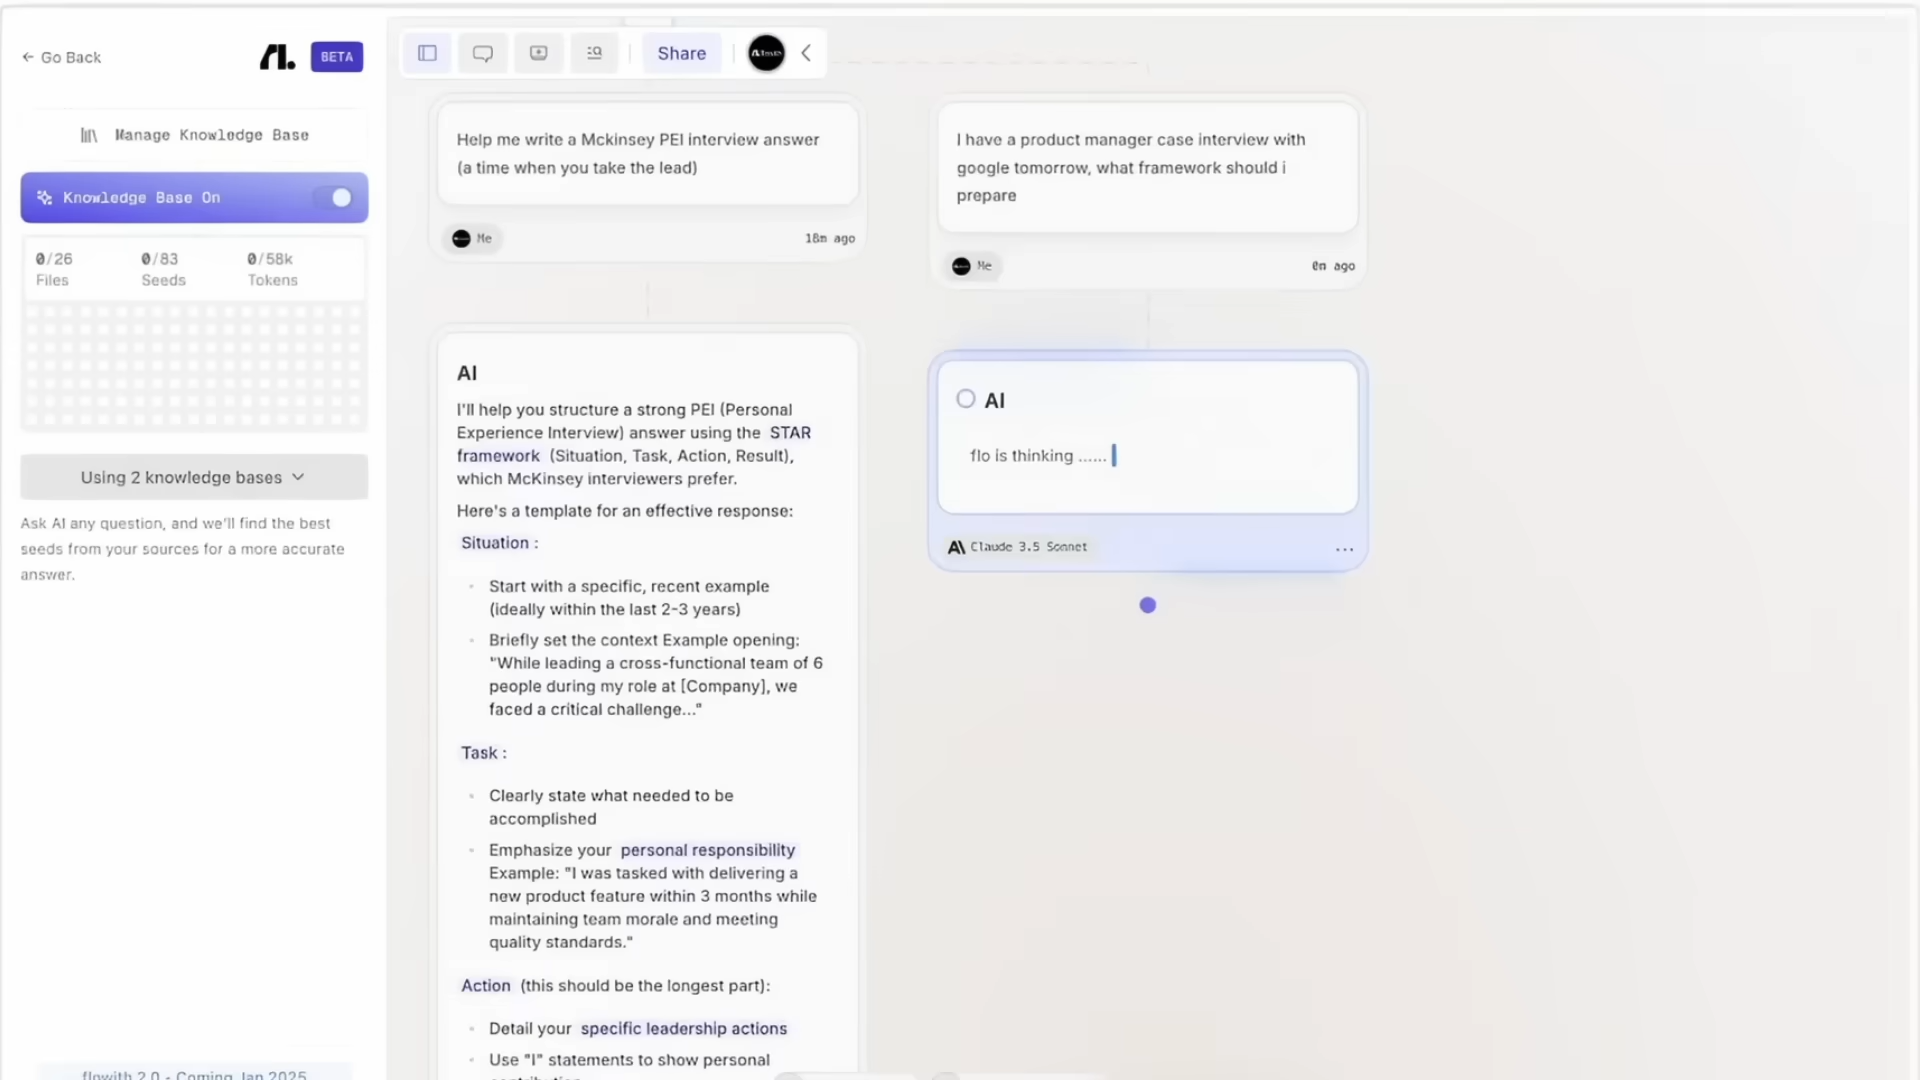 ← Go Back
BETA
Manage Knowledge Base
Knowledge Base On
0/26 0/83 0/58k
Files Seeds Tokens
Using 2 knowledge bases
Ask AI any question, and we'll find the best
seeds from your sources for a more accurate
answer.
flowith 2.0 - Coming Jan 2025
Share
Help me write a Mckinsey PEI interview answer
(a time when you take the lead)
Me 18m ago
AI
I'll help you structure a strong PEI (Personal
Experience Interview) answer using the STAR
framework (Situation, Task, Action, Result),
which McKinsey interviewers prefer.
Here's a template for an effective response:
Situation :
Start with a specific, recent example
(ideally within the last 2-3 years)
Briefly set the context Example opening:
"While leading a cross-functional team of 6
people during my role at [Company], we
faced a critical challenge..."
Task :
Clearly state what needed to be
accomplished
Emphasize your personal responsibility
Example: "I was tasked with delivering a
new product feature within 3 months while
maintaining team morale and meeting
quality standards."
Action (this should be the longest part):
Detail your specific leadership actions
Use "I" statements to show personal
I have a product manager case interview with
google tomorrow, what framework should i
prepare
Me 0m ago
AI
flo is thinking ......
Claude 3.5 Sonnet